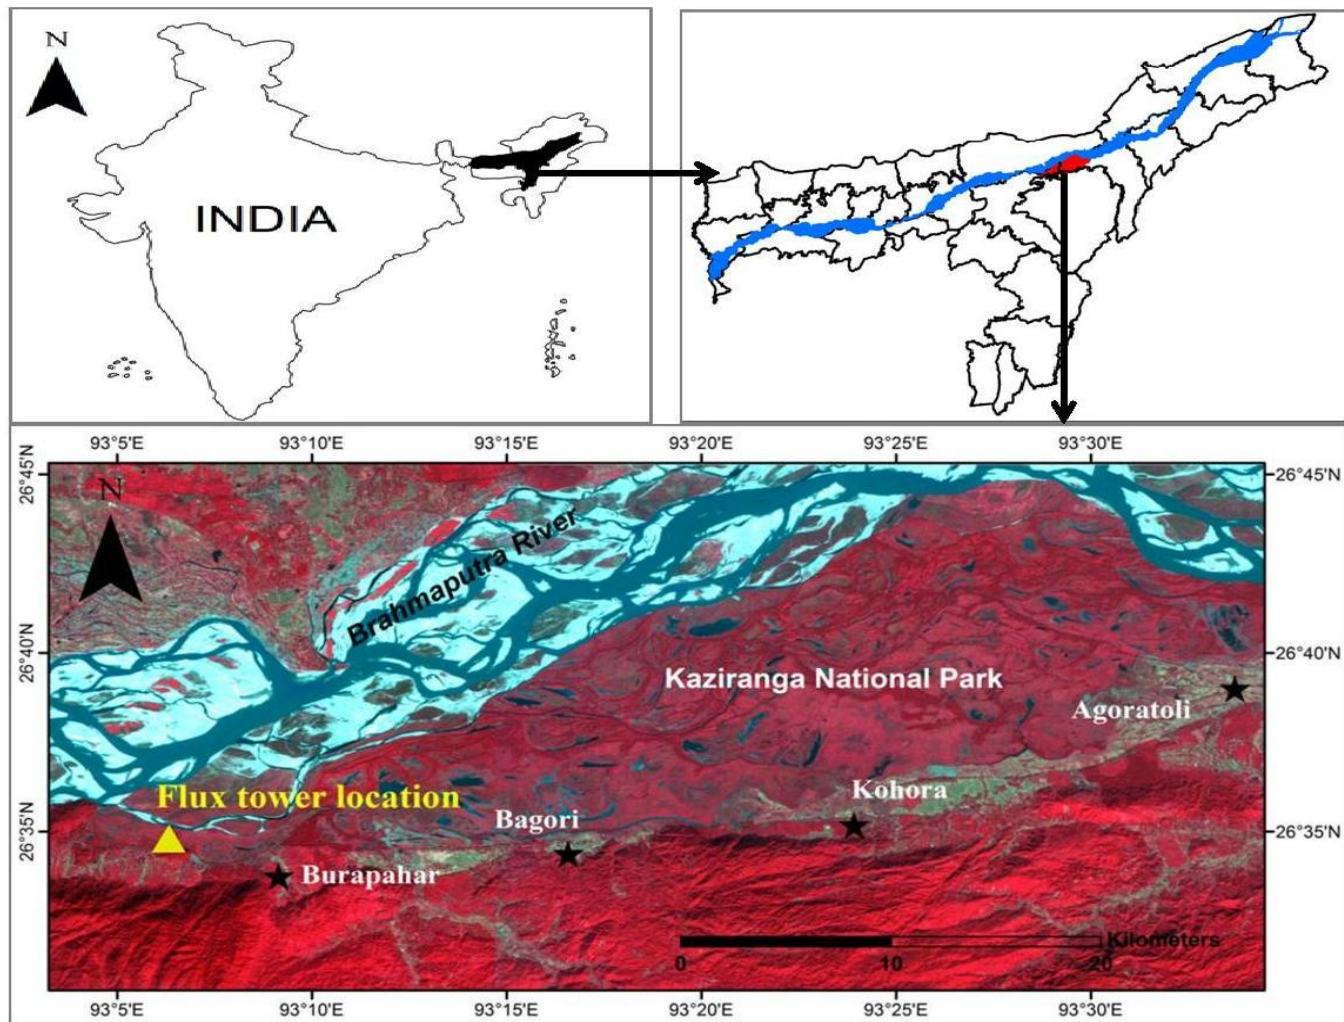 N
INDIA
93°5'E 93°10'E 93°15'E 93°20'E 93°25'E 93°30'E
26°45'N 26°45'N
N
Brahmaputra River
26°40'N 26°40'N
Kaziranga National Park
Agoratoli
Kohora
Flux tower location
Bagori
26°35'N 26°35'N
Burapahar
Kilometers
0 10 20
93°5'E 93°10'E 93°15'E 93°20'E 93°25'E 93°30'E